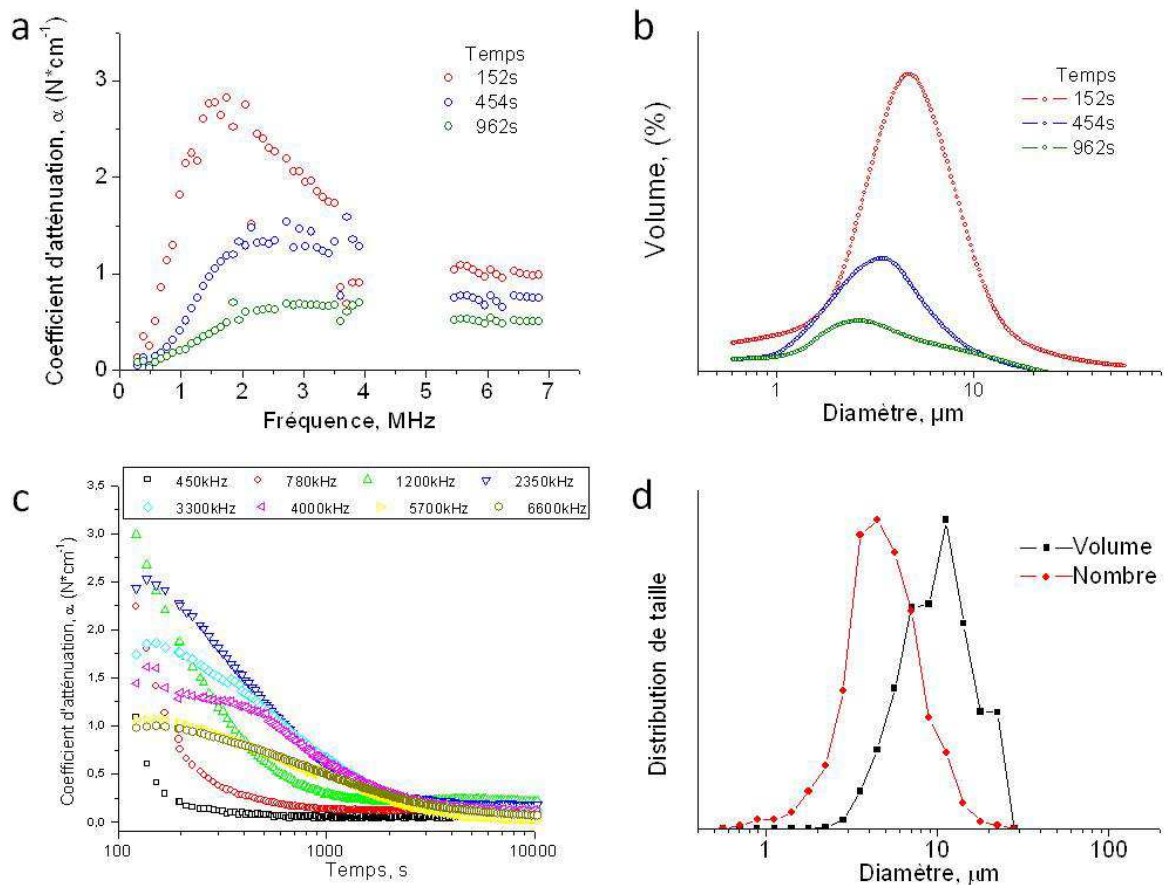 a
Coefficient d'atténuation, α (N*cm⁻¹)
3
2
1
0
Temps
152s
454s
962s
0 1 2 3 4 5 6 7
Fréquence, MHz
b
Volume, (%)
Temps
152s
454s
962s
1 10
Diamètre, µm
c
450kHz 780kHz 1200kHz 2350kHz
3300kHz 4000kHz 5700kHz 6600kHz
Coefficient d'atténuation, α (N*cm⁻¹)
3,5
3,0
2,5
2,0
1,5
1,0
0,5
0,0
100 1000 10000
Temps, s
d
Distribution de taille
Volume
Nombre
1 10 100
Diamètre, µm